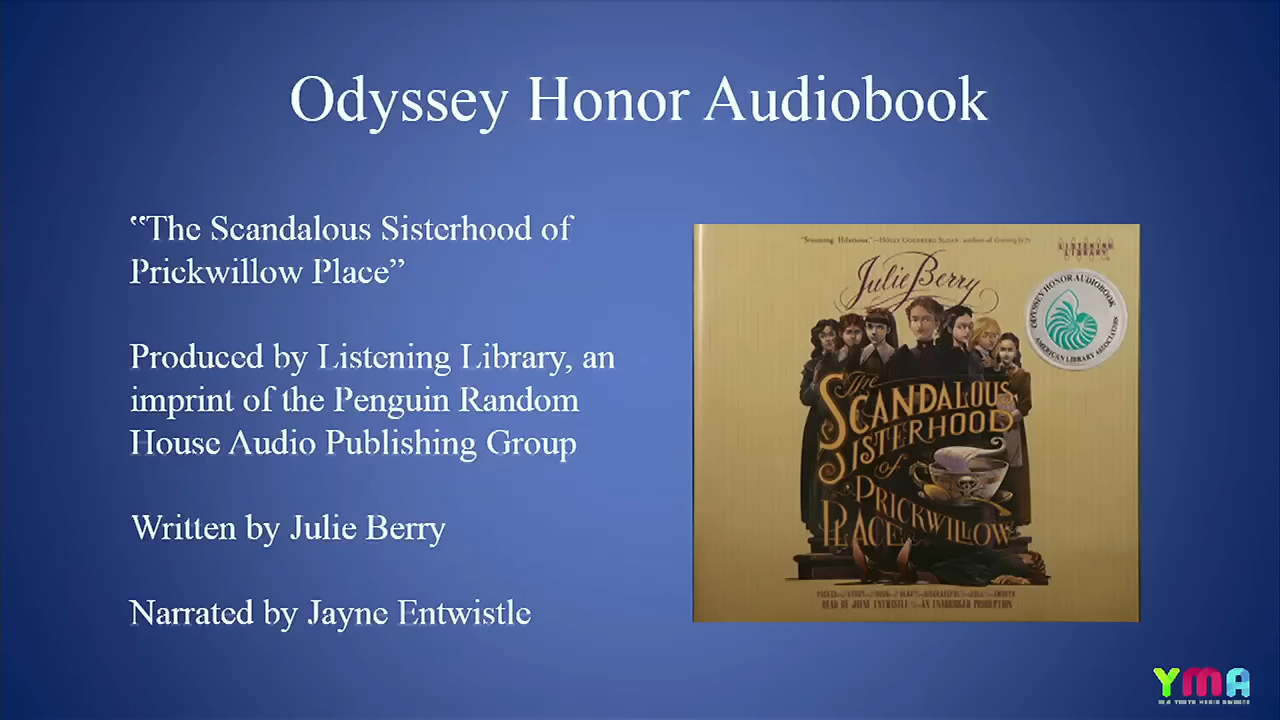 Odyssey Honor Audiobook
“The Scandalous Sisterhood of
Prickwillow Place”
Produced by Listening Library, an
imprint of the Penguin Random
House Audio Publishing Group
Written by Julie Berry
Narrated by Jayne Entwistle
LISTENING
LIBRARY
Julie Berry
ODYSSEY HONOR AUDIOBOOK
AMERICAN LIBRARY ASSOCIATION
The
SCANDALOUS
SISTERHOOD
of
PRICKWILLOW
PLACE
READ BY JAYNE ENTWISTLE AN UNABRIDGED PRODUCTION
YMA